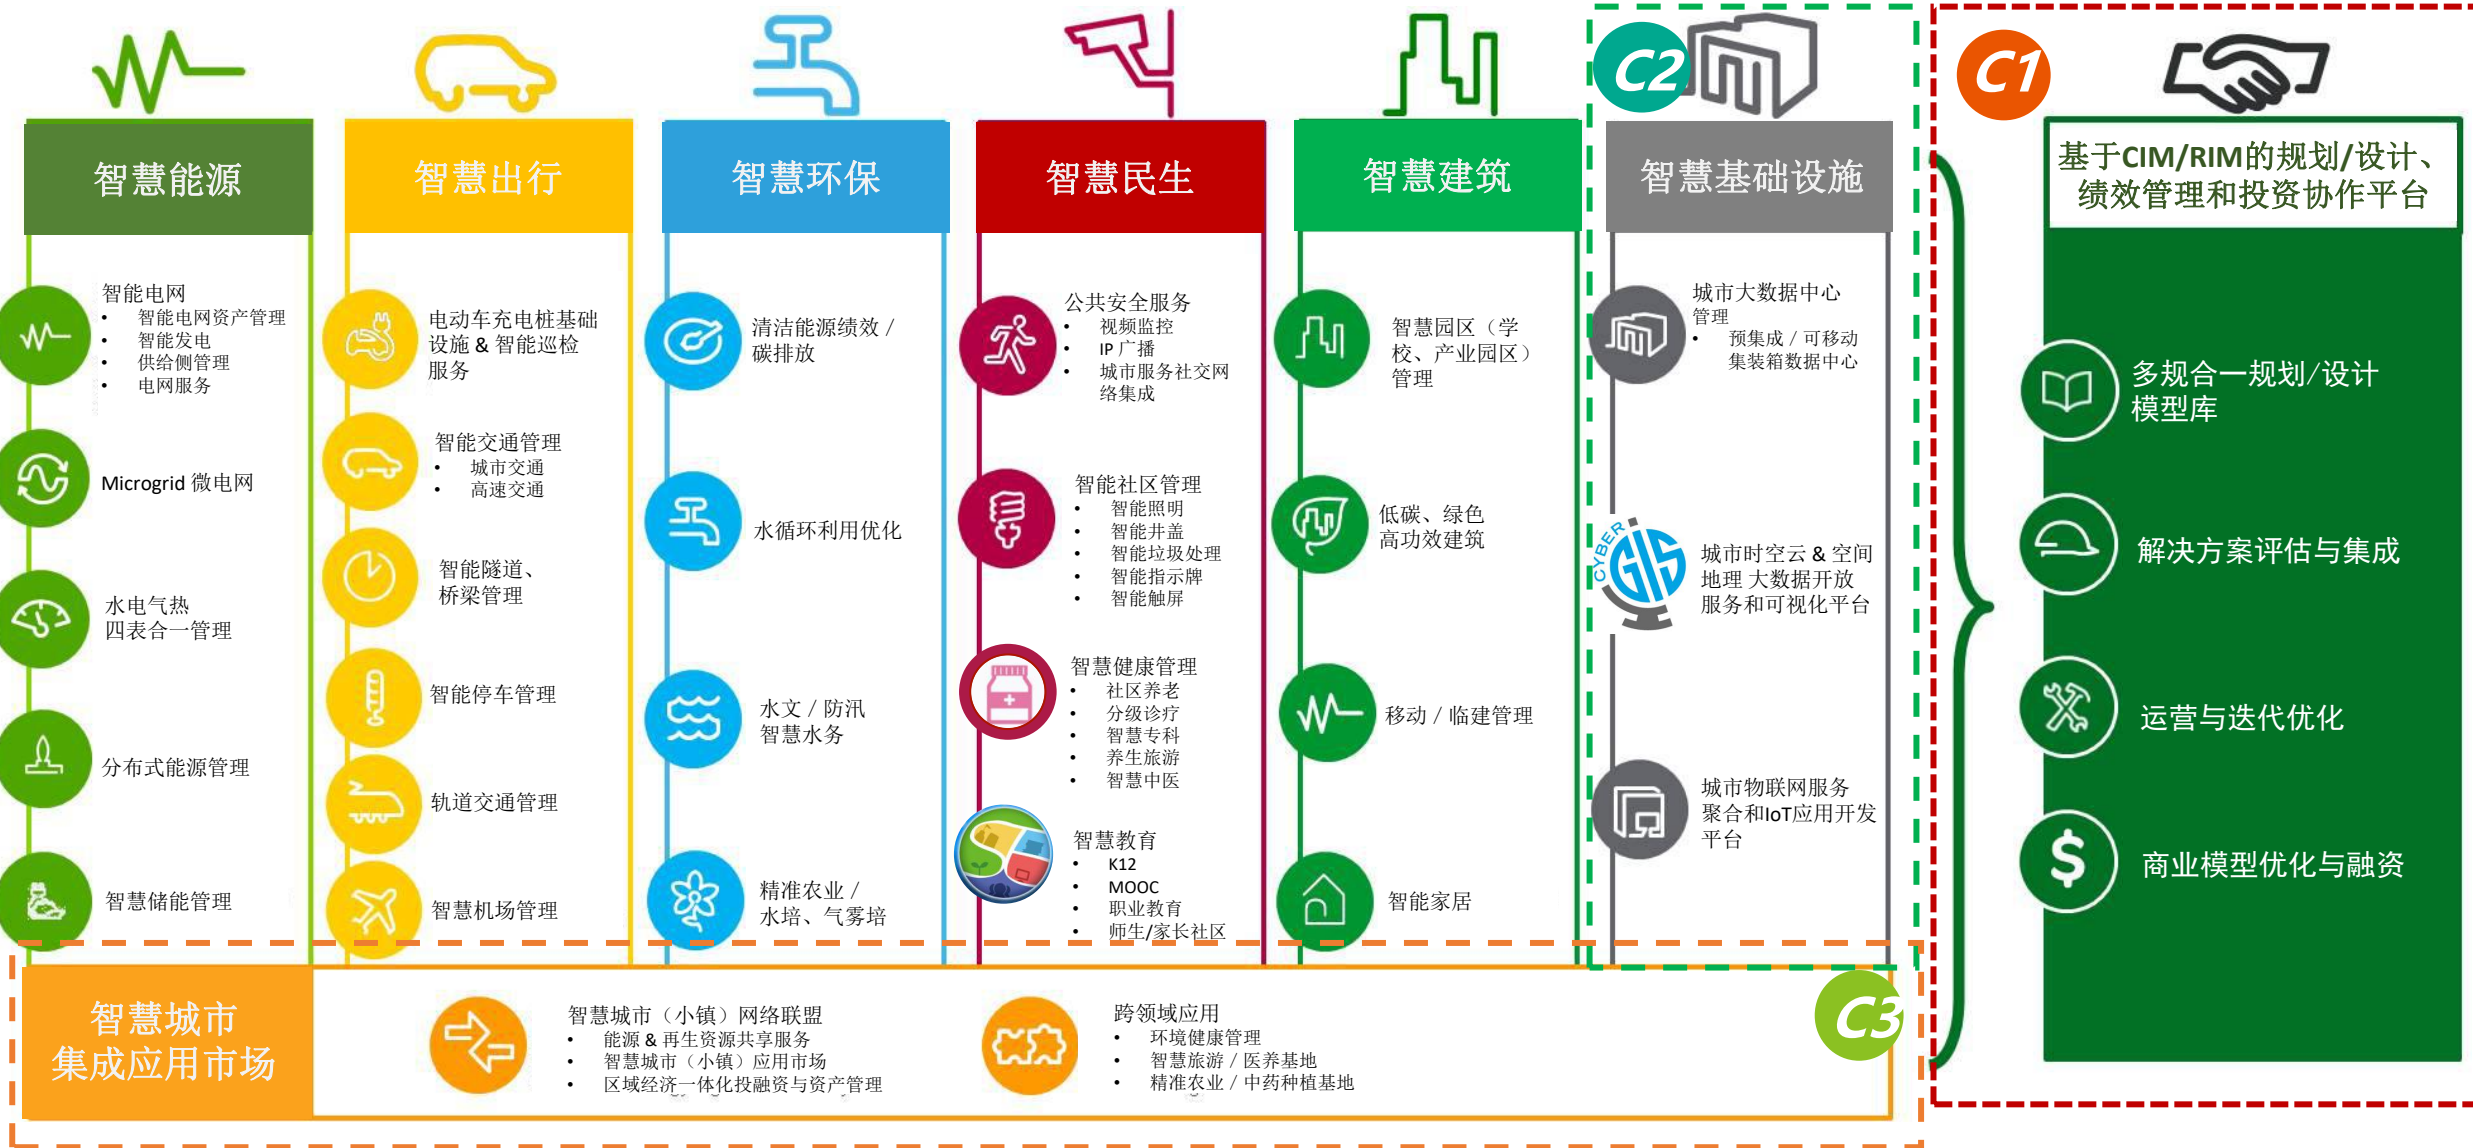 智慧能源
智能电网
• 智能电网资产管理
• 智能发电
• 供给侧管理
• 电网服务
Microgrid 微电网
水电气热
四表合一管理
分布式能源管理
智慧储能管理
智慧出行
电动车充电桩基础
设施 & 智能巡检
服务
智能交通管理
• 城市交通
• 高速交通
智能隧道、
桥梁管理
智能停车管理
轨道交通管理
智慧机场管理
智慧环保
清洁能源绩效 /
碳排放
水循环利用优化
水文 / 防汛
智慧水务
精准农业 /
水培、气雾培
智慧民生
公共安全服务
• 视频监控
• IP 广播
• 城市服务社交网
络集成
智能社区管理
• 智能照明
• 智能井盖
• 智能垃圾处理
• 智能指示牌
• 智能触屏
智慧健康管理
• 社区养老
• 分级诊疗
• 智慧专科
• 养生旅游
• 智慧中医
智慧教育
• K12
• MOOC
• 职业教育
• 师生/家长社区
智慧建筑
智慧园区（学
校、产业园区）
管理
低碳、绿色
高功效建筑
移动 / 临建管理
智能家居
C2
智慧基础设施
城市大数据中心
管理
• 预集成 / 可移动
集装箱数据中心
CYBER
GIS
城市时空云 & 空间
地理 大数据开放
服务和可视化平台
城市物联网服务
聚合和IoT应用开发
平台
C1
基于CIM/RIM的规划/设计、
绩效管理和投资协作平台
多规合一规划/设计
模型库
解决方案评估与集成
运营与迭代优化
$
商业模型优化与融资
C3
智慧城市
集成应用市场
智慧城市（小镇）网络联盟
• 能源 & 再生资源共享服务
• 智慧城市（小镇）应用市场
• 区域经济一体化投融资与资产管理
跨领域应用
• 环境健康管理
• 智慧旅游 / 医养基地
• 精准农业 / 中药种植基地